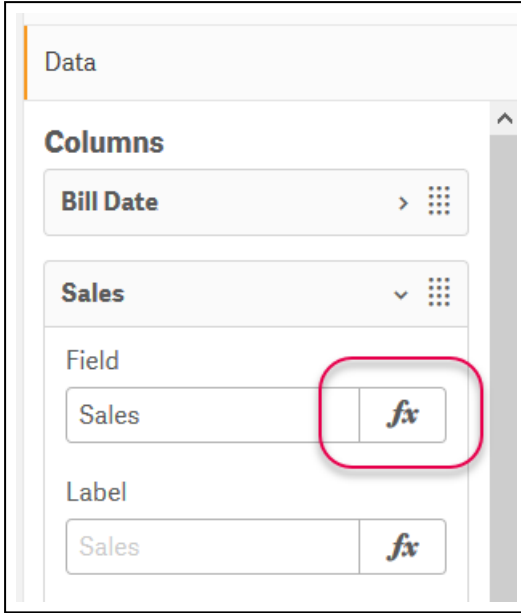 Data
Columns
Bill Date
Sales
Field
Sales fx
Label
Sales fx